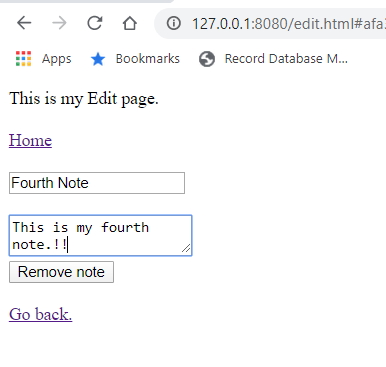 127.0.0.1:8080/edit.html#afa
Apps Bookmarks Record Database M...
This is my Edit page.
Home
Fourth Note
This is my fourth
note.!!
Remove note
Go back.